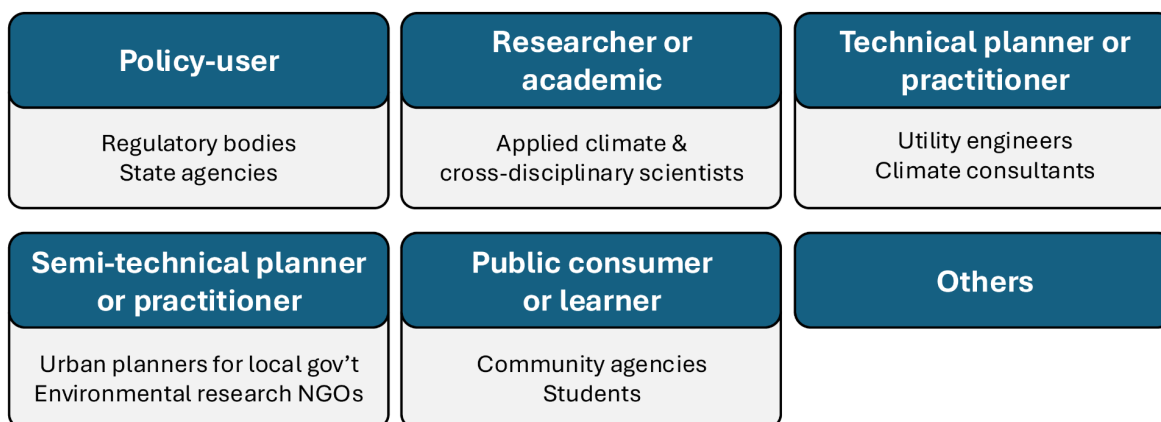 Policy-user
Regulatory bodies
State agencies
Researcher or
academic
Applied climate &
cross-disciplinary scientists
Technical planner or
practitioner
Utility engineers
Climate consultants
Semi-technical planner
or practitioner
Urban planners for local gov’t
Environmental research NGOs
Public consumer
or learner
Community agencies
Students
Others